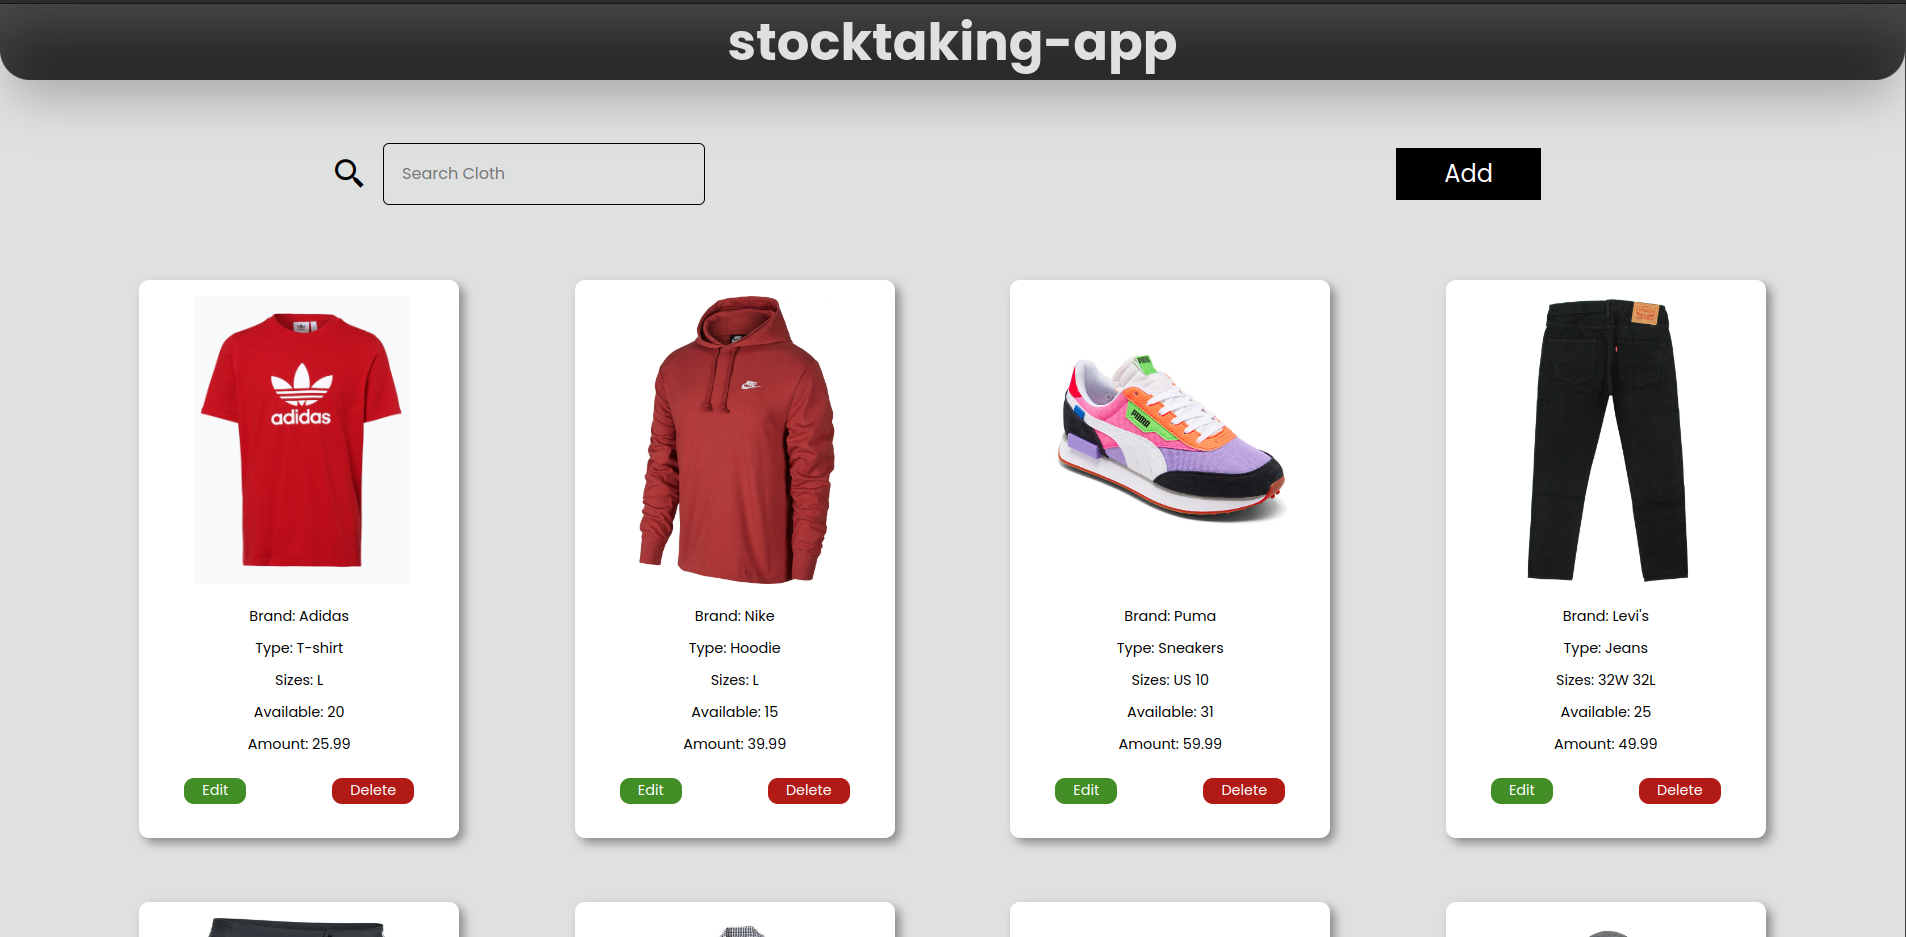 stocktaking-app
Search Cloth
Add
adidas
Brand: Adidas
Type: T-shirt
Sizes: L
Available: 20
Amount: 25.99
Edit
Delete
NIKE
Brand: Nike
Type: Hoodie
Sizes: L
Available: 15
Amount: 39.99
Edit
Delete
PUMA
PUMA
Brand: Puma
Type: Sneakers
Sizes: US 10
Available: 31
Amount: 59.99
Edit
Delete
Brand: Levi's
Type: Jeans
Sizes: 32W 32L
Available: 25
Amount: 49.99
Edit
Delete